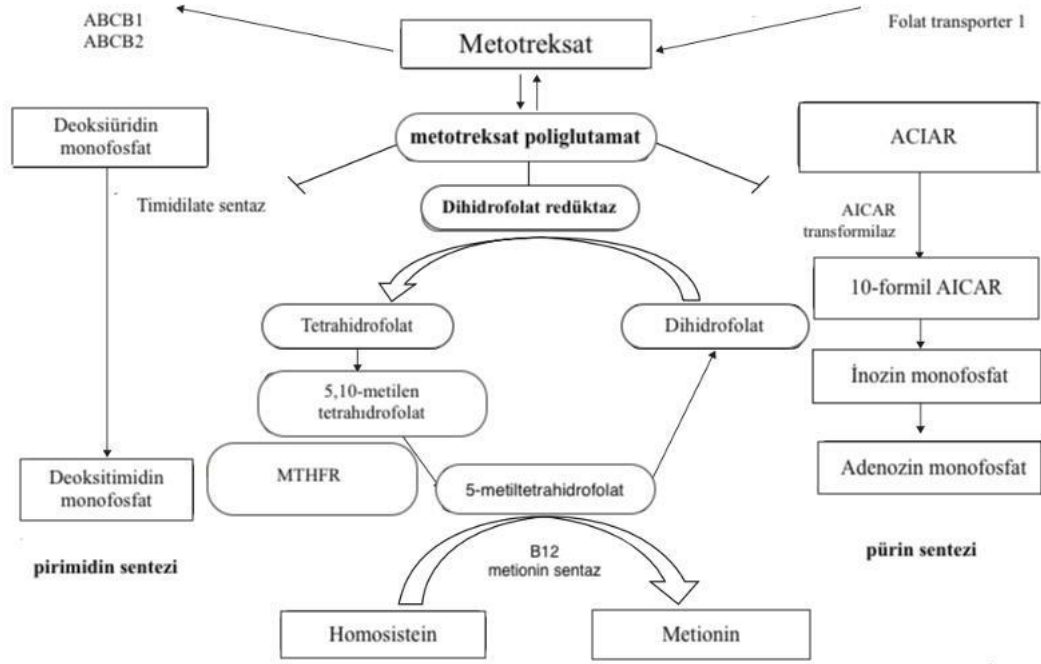 ABCB1
ABCB2
Metotreksat
Folat transporter 1
Deoksiüridin
monofosfat
metotreksat poliglutamat
ACIAR
Timidilate sentaz
Dihidrofolat redüktaz
AICAR
transformilaz
10-formil AICAR
Tetrahidrofolat
Dihidrofolat
İnozin monofosfat
5,10-metilen
tetrahıdrofolat
MTHFR
Deoksitimidin
monofosfat
5-metiltetrahidrofolat
Adenozin monofosfat
pirimidin sentezi
B12
metionin sentaz
pürin sentezi
Homosistein
Metionin